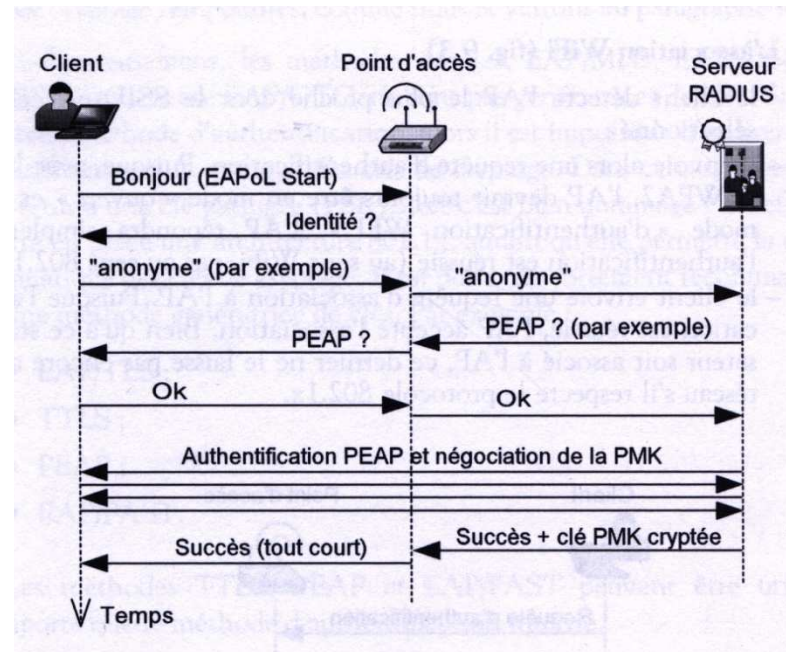 Client
Point d'accès
Serveur
RADIUS
Bonjour (EAPoL Start)
Identité ?
"anonyme" (par exemple)
"anonyme"
PEAP ? (par exemple)
PEAP ?
Ok
Ok
Authentification PEAP et négociation de la PMK
Succès + clé PMK cryptée
Succès (tout court)
Temps